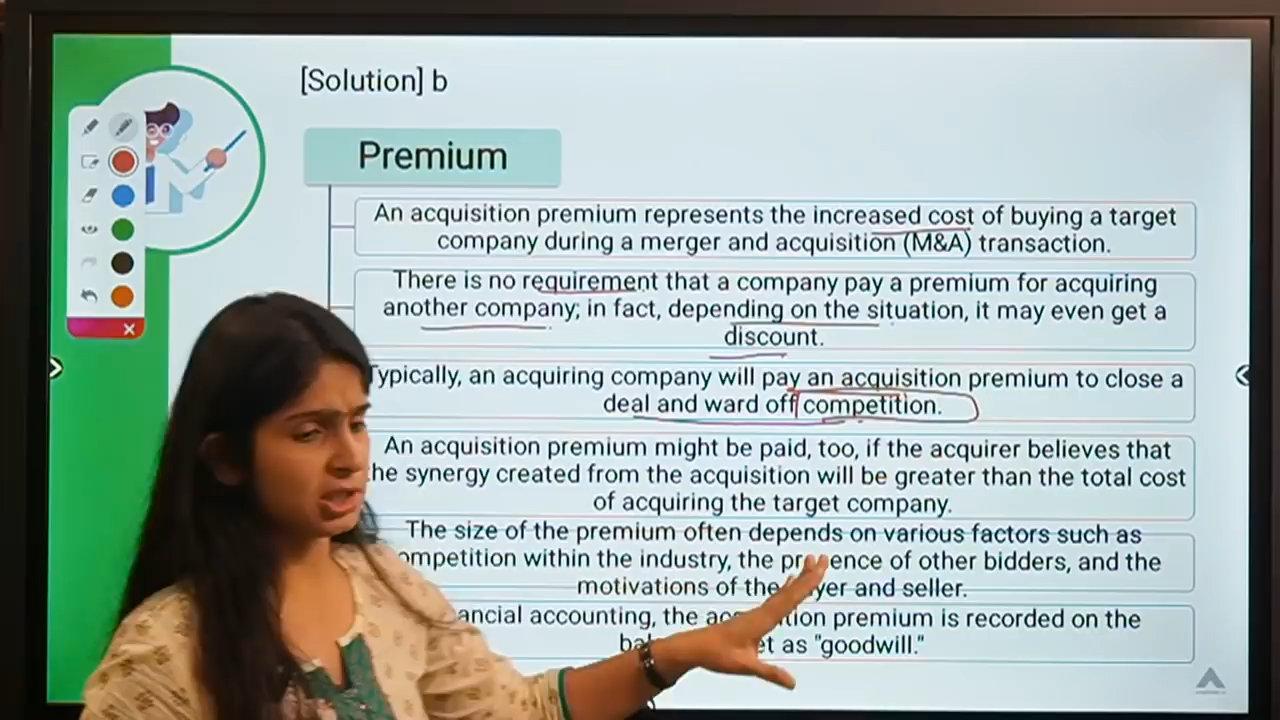 [Solution] b
Premium
An acquisition premium represents the increased cost of buying a target
company during a merger and acquisition (M&A) transaction.
There is no requirement that a company pay a premium for acquiring
another company; in fact, depending on the situation, it may even get a
discount.
Typically, an acquiring company will pay an acquisition premium to close a
deal and ward off competition.
An acquisition premium might be paid, too, if the acquirer believes that
he synergy created from the acquisition will be greater than the total cost
of acquiring the target company.
The size of the premium often depends on various factors such as
ompetition within the industry, the of other bidders, and the
motivations of the and seller.
ancial accounting, the premium is recorded on the
as "goodwill."